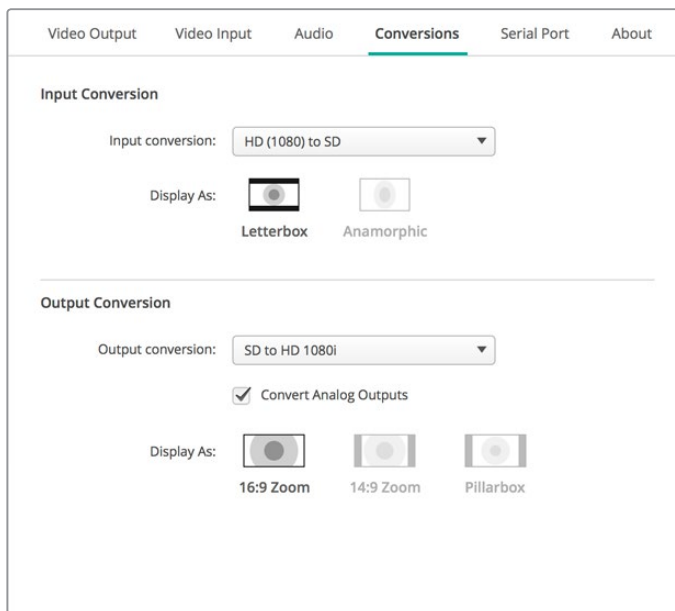 Video Output Video Input Audio Conversions Serial Port About
Input Conversion
Input conversion: HD (1080) to SD
Display As:
Letterbox Anamorphic
Output Conversion
Output conversion: SD to HD 1080i
Convert Analog Outputs
Display As:
16:9 Zoom 14:9 Zoom Pillarbox